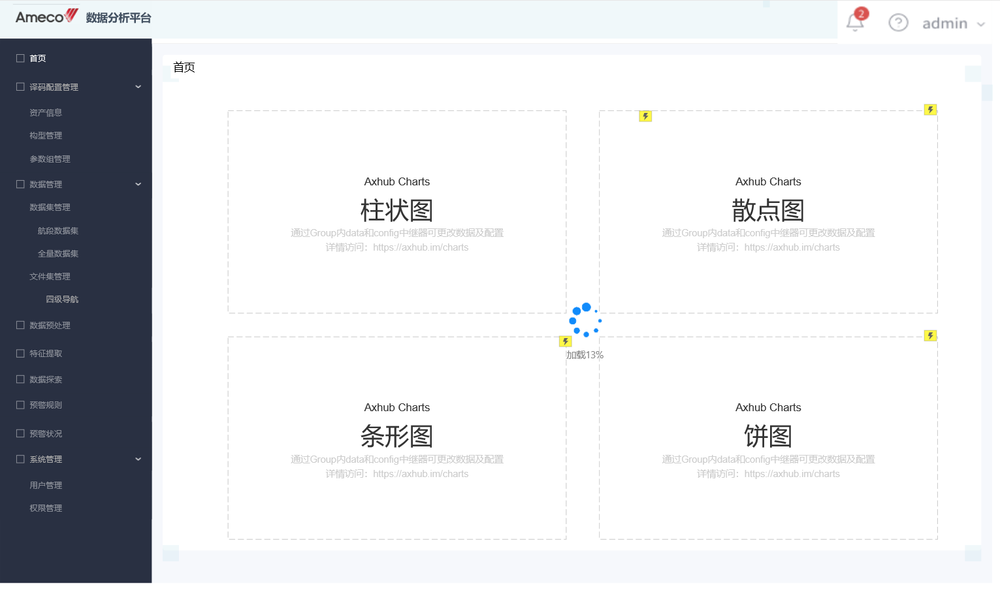 Ameco 数据分析平台
2
? admin
首页
译码配置管理
资产信息
构型管理
参数组管理
数据管理
数据集管理
航段数据集
全量数据集
文件集管理
四级导航
数据预处理
特征提取
数据探索
预警规则
预警状况
系统管理
用户管理
权限管理
首页
Axhub Charts
柱状图
通过Group内data和config中继器可更改数据及配置
详情访问：https://axhub.im/charts
Axhub Charts
散点图
通过Group内data和config中继器可更改数据及配置
详情访问：https://axhub.im/charts
加载13%
Axhub Charts
条形图
通过Group内data和config中继器可更改数据及配置
详情访问：https://axhub.im/charts
Axhub Charts
饼图
通过Group内data和config中继器可更改数据及配置
详情访问：https://axhub.im/charts